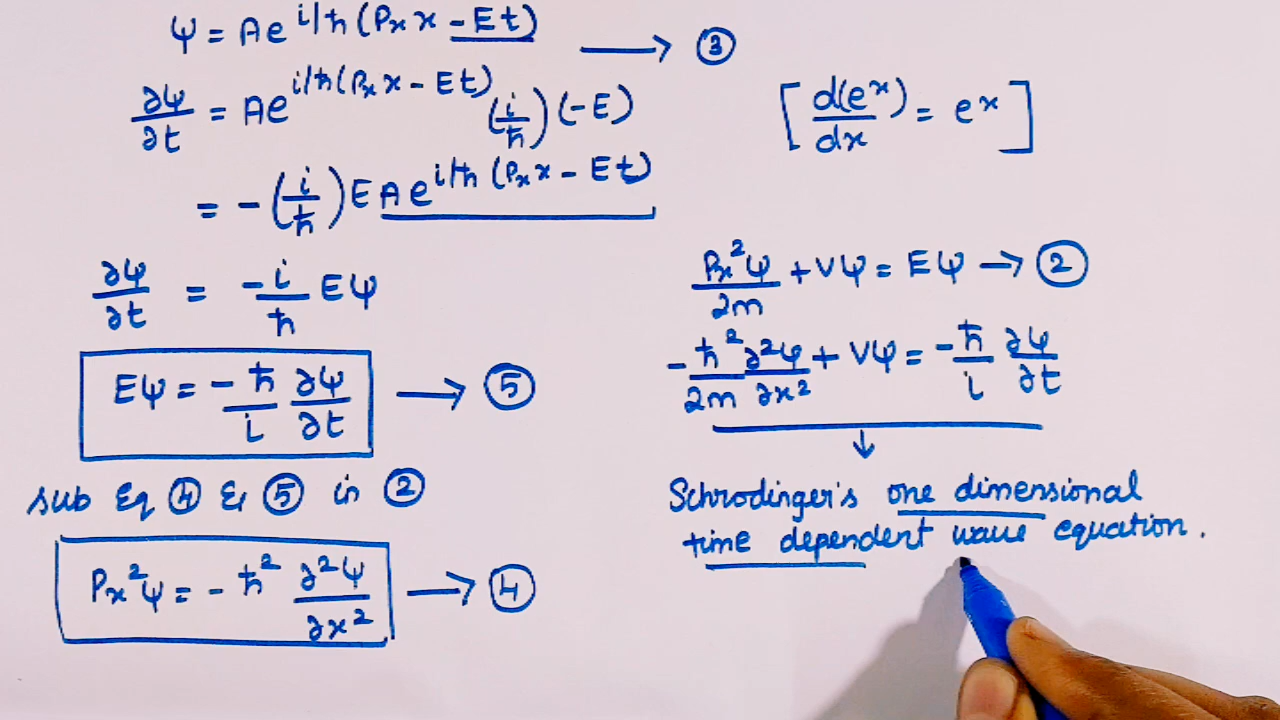 ψ = Ae^{i/ħ(Pₓx - Et)} ⟶ ③
∂ψ/∂t = Ae^{i/ħ(Pₓx - Et)} (i/ħ)(-E)
[d(e^x)/dx = e^x]
= -(i/ħ)EAe^{i/ħ(Pₓx - Et)}
∂ψ/∂t = -i/ħ Eψ
Eψ = -ħ/i ∂ψ/∂t ⟶ ⑤
sub Eq ④ & ⑤ in ②
Pₓ²ψ = -ħ² ∂²ψ/∂x² ⟶ ④
Pₓ²ψ/2m + Vψ = Eψ ⟶ ②
-ħ²/2m ∂²ψ/∂x² + Vψ = -ħ/i ∂ψ/∂t
↓
Schrodinger's one dimensional
time dependent wave equation.